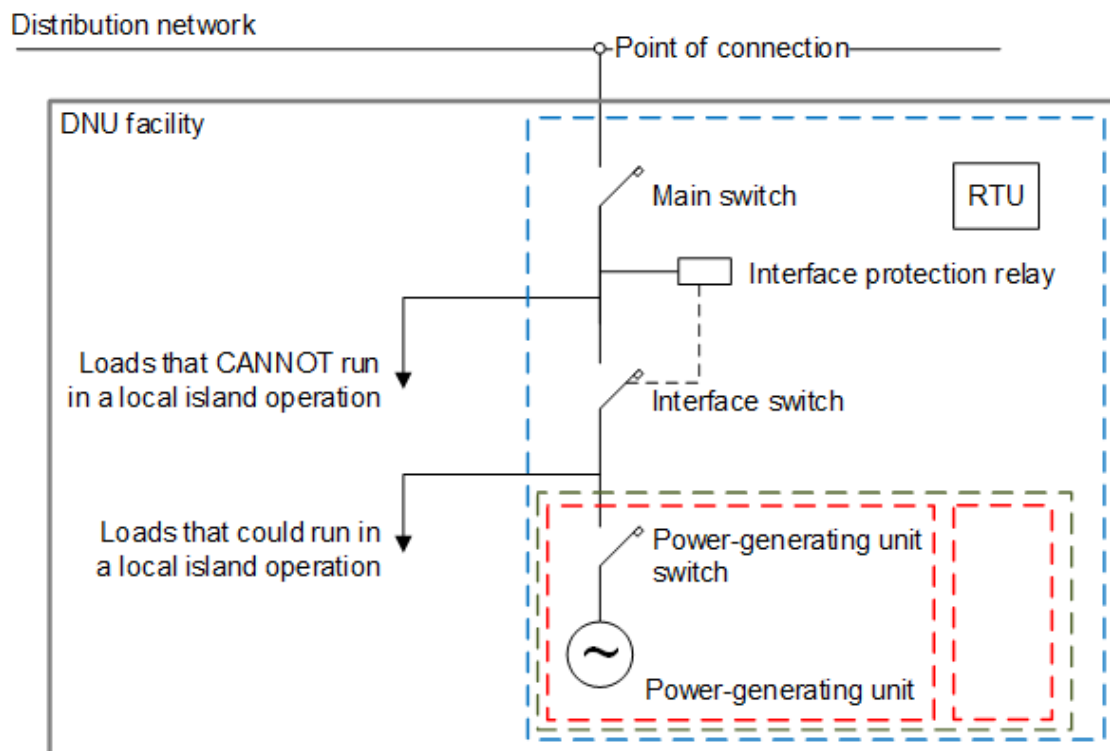 Distribution network
Point of connection
DNU facility
Main switch
RTU
Interface protection relay
Loads that CANNOT run
in a local island operation
Interface switch
Loads that could run in
a local island operation
Power-generating unit
switch
~
Power-generating unit